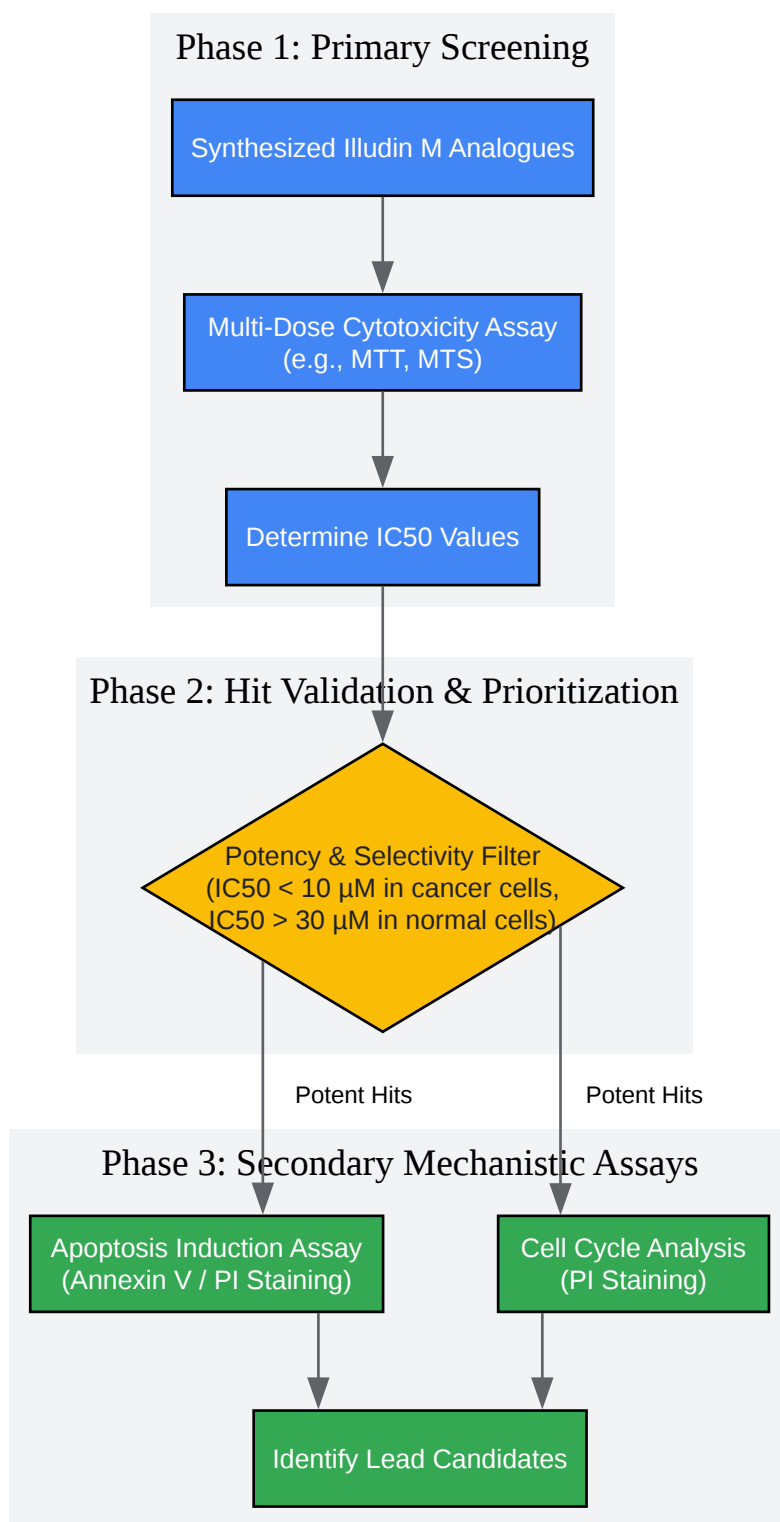 Phase 1: Primary Screening
Synthesized Illudin M Analogues
Multi-Dose Cytotoxicity Assay
(e.g., MTT, MTS)
Determine IC50 Values
Phase 2: Hit Validation & Prioritization
Potency & Selectivity Filter
(IC50 < 10 µM in cancer cells,
IC50 > 30 µM in normal cells)
Potent Hits
Potent Hits
Phase 3: Secondary Mechanistic Assays
Apoptosis Induction Assay
(Annexin V / PI Staining)
Cell Cycle Analysis
(PI Staining)
Identify Lead Candidates